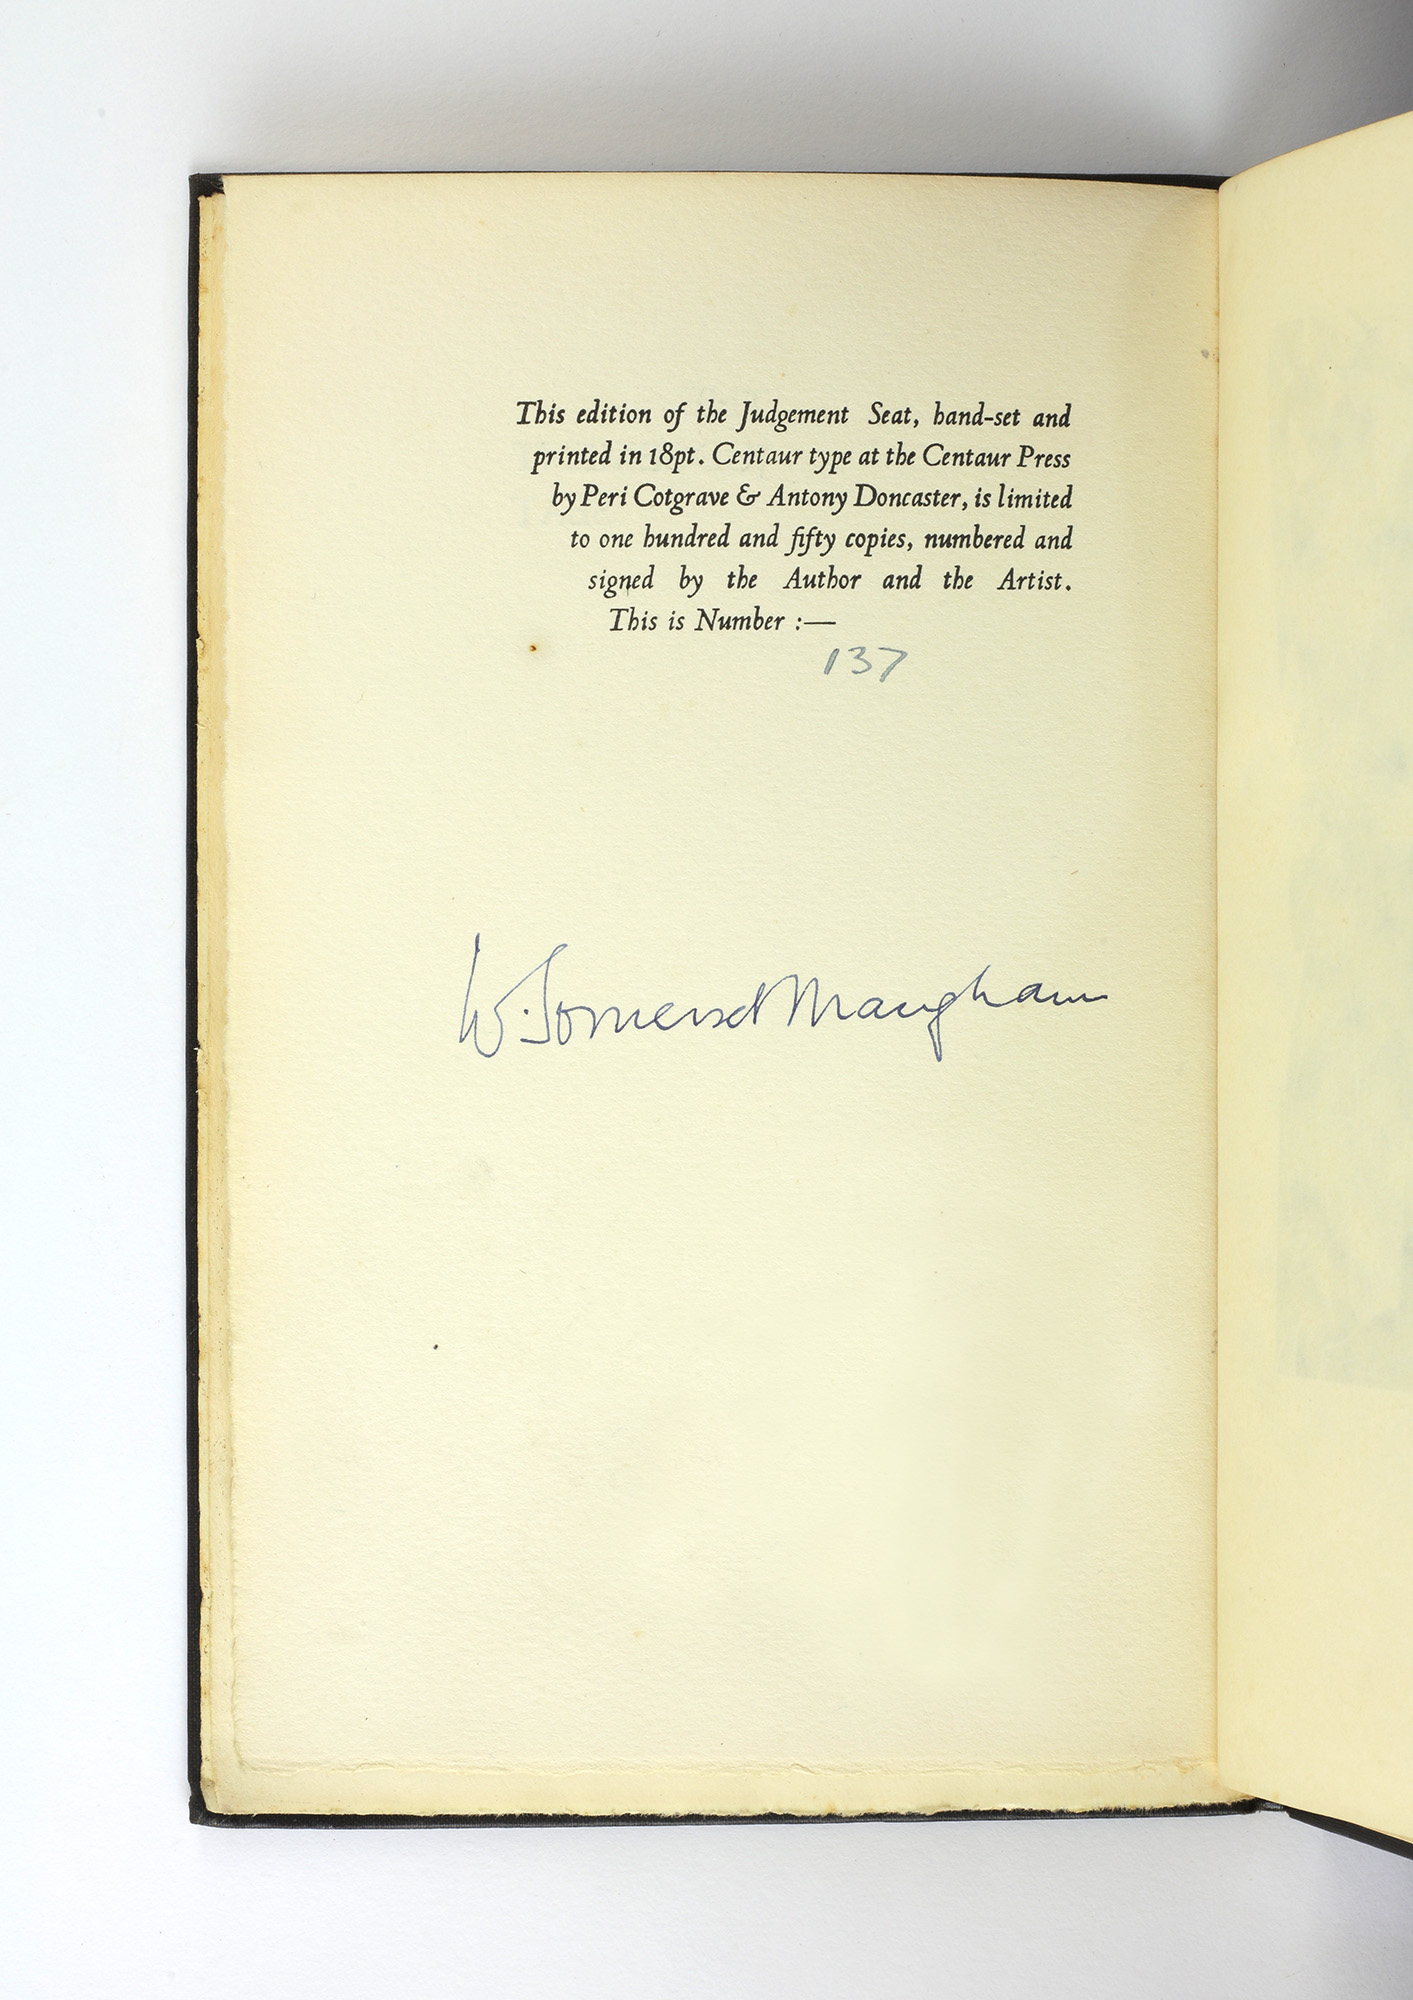 This edition of the Judgement Seat, hand-set and
printed in 18pt. Centaur type at the Centaur Press
by Peri Cotgrave & Antony Doncaster, is limited
to one hundred and fifty copies, numbered and
signed by the Author and the Artist.
This is Number :—
137
W. Somerset Maugham